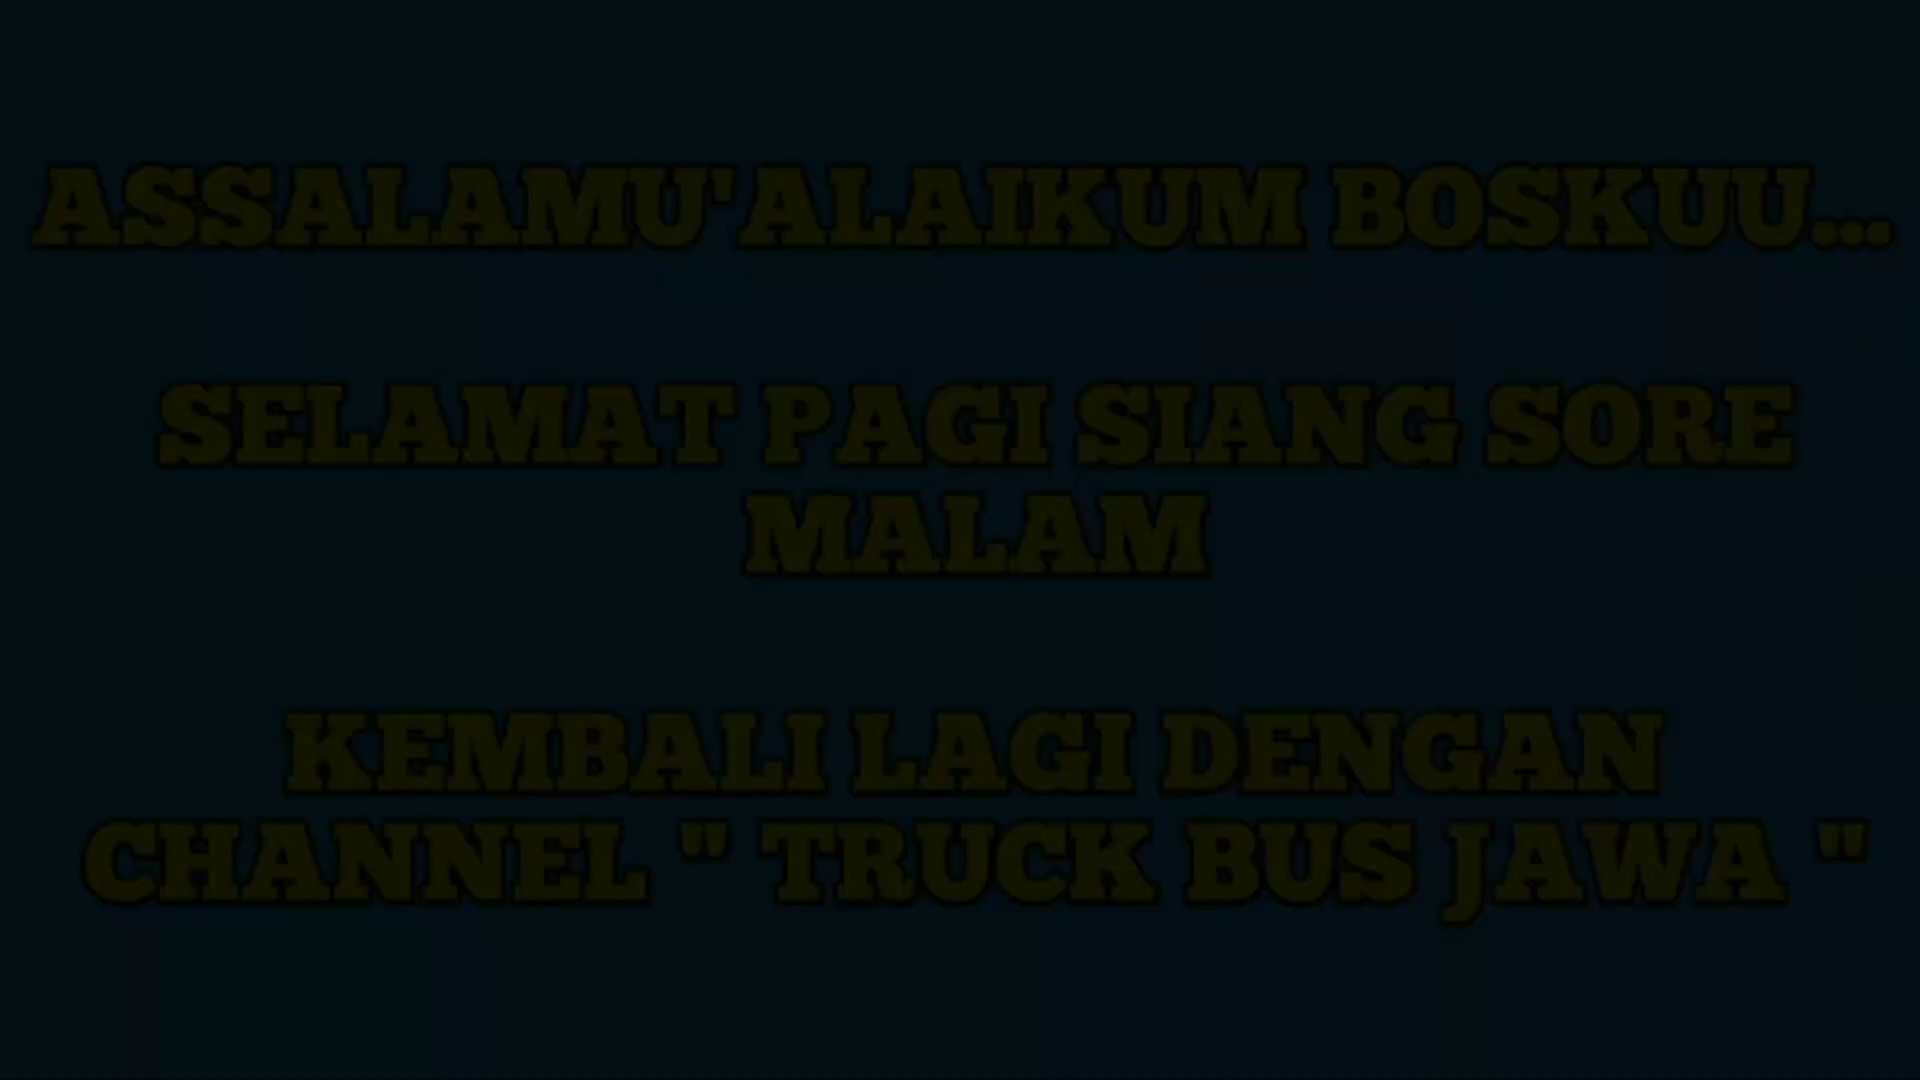 ASSALAMU'ALAIKUM BOSKUU...
SELAMAT PAGI SIANG SORE
MALAM
KEMBALI LAGI DENGAN
CHANNEL " TRUCK BUS JAWA "